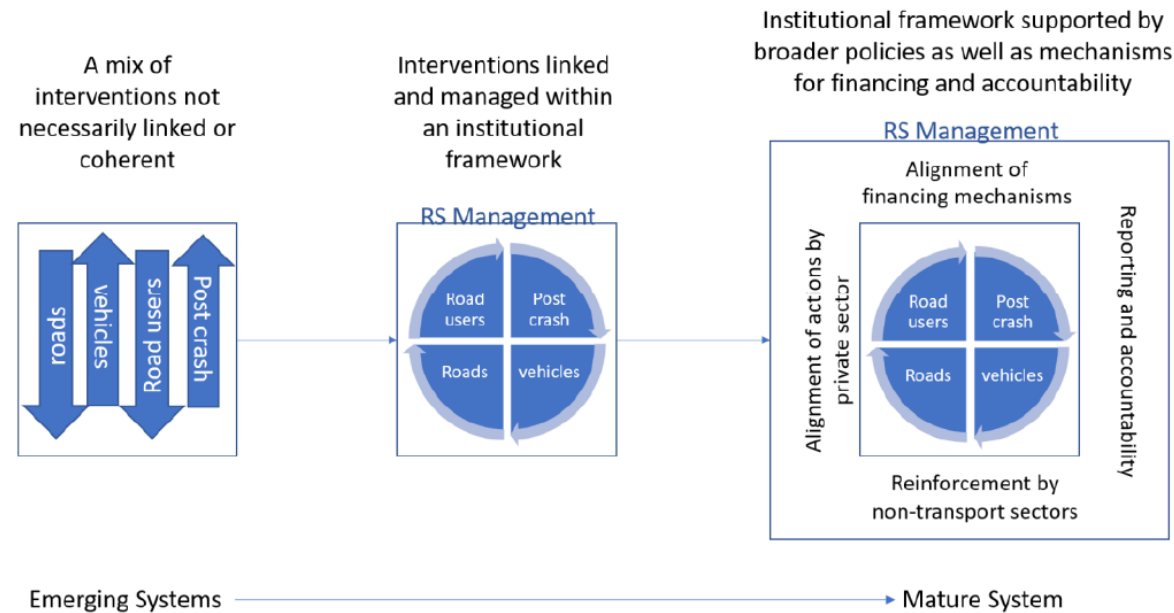 A mix of
interventions not
necessarily linked or
coherent
roads
vehicles
Road users
Post crash
Interventions linked
and managed within
an institutional
framework
RS Management
Road
users
Post
crash
Roads
vehicles
Institutional framework supported by
broader policies as well as mechanisms
for financing and accountability
RS Management
Alignment of
financing mechanisms
Alignment of actions by
private sector
Road
users
Post
crash
Roads
vehicles
Reporting and accountability
Reinforcement by
non-transport sectors
Emerging Systems
Mature System